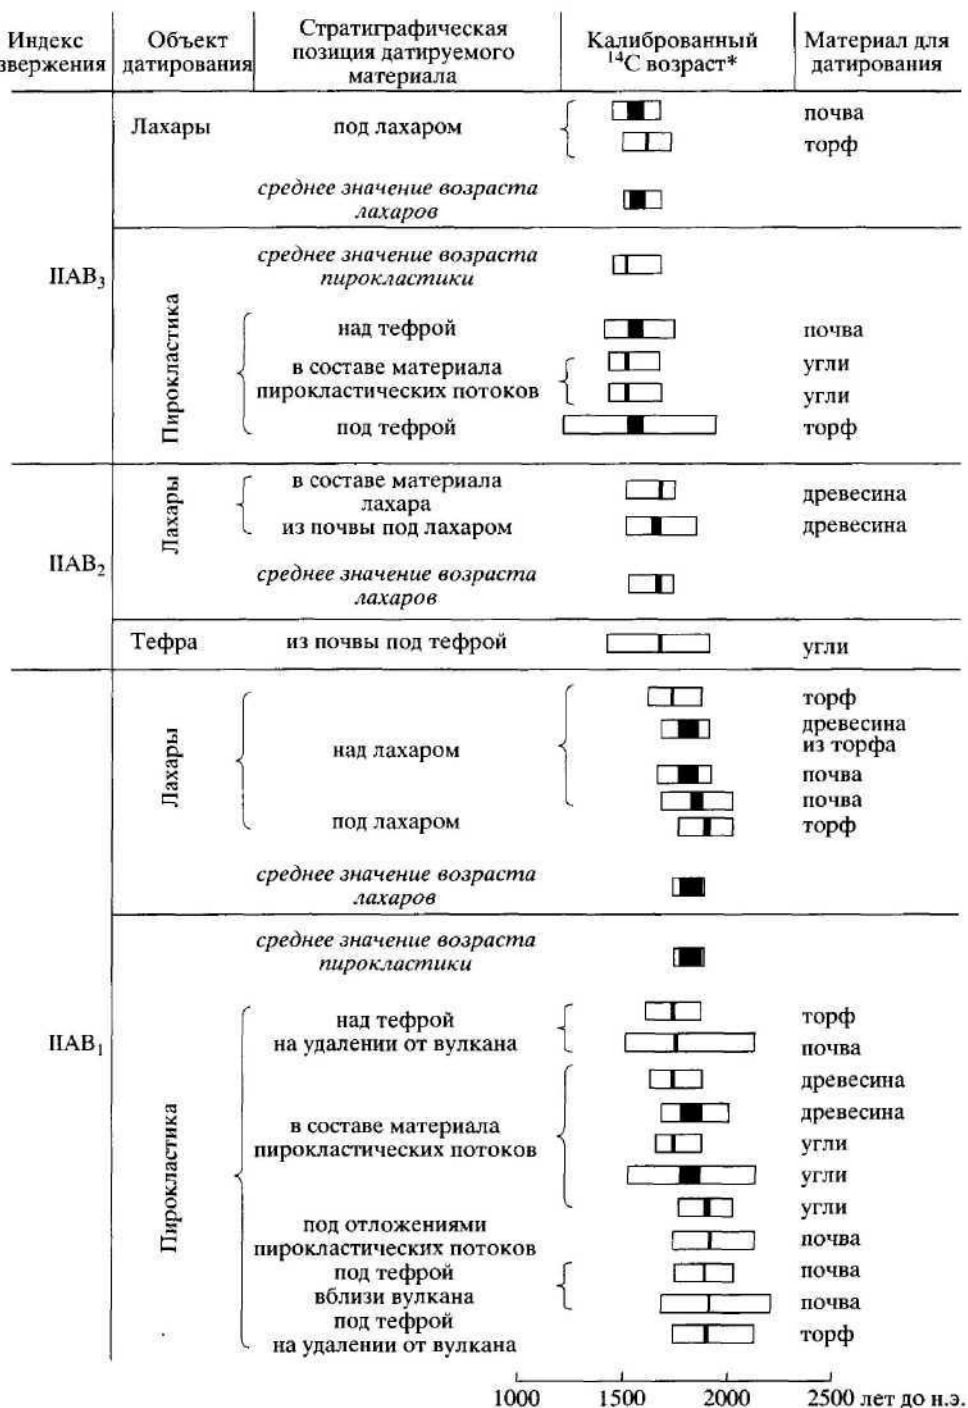 Индекс
звержения
Объект
датирования
Стратиграфическая
позиция датируемого
материала
Калиброванный
¹⁴C возраст*
Материал для
датирования
IIAB₃
Лахары
под лахаром
почва
торф
среднее значение возраста
лахаров
среднее значение возраста
пирокластики
Пирокластика
над тефрой
почва
в составе материала
пирокластических потоков
угли
угли
под тефрой
торф
IIAB₂
Лахары
в составе материала
лахара
древесина
из почвы под лахаром
древесина
среднее значение возраста
лахаров
Тефра
из почвы под тефрой
угли
IIAB₁
Лахары
над лахаром
торф
древесина
из торфа
почва
почва
под лахаром
торф
среднее значение возраста
лахаров
среднее значение возраста
пирокластики
Пирокластика
над тефрой
на удалении от вулкана
торф
почва
в составе материала
пирокластических потоков
древесина
древесина
угли
угли
угли
под отложениями
пирокластических потоков
почва
под тефрой
вблизи вулкана
почва
почва
под тефрой
на удалении от вулкана
торф
1000 1500 2000 2500 лет до н.э.